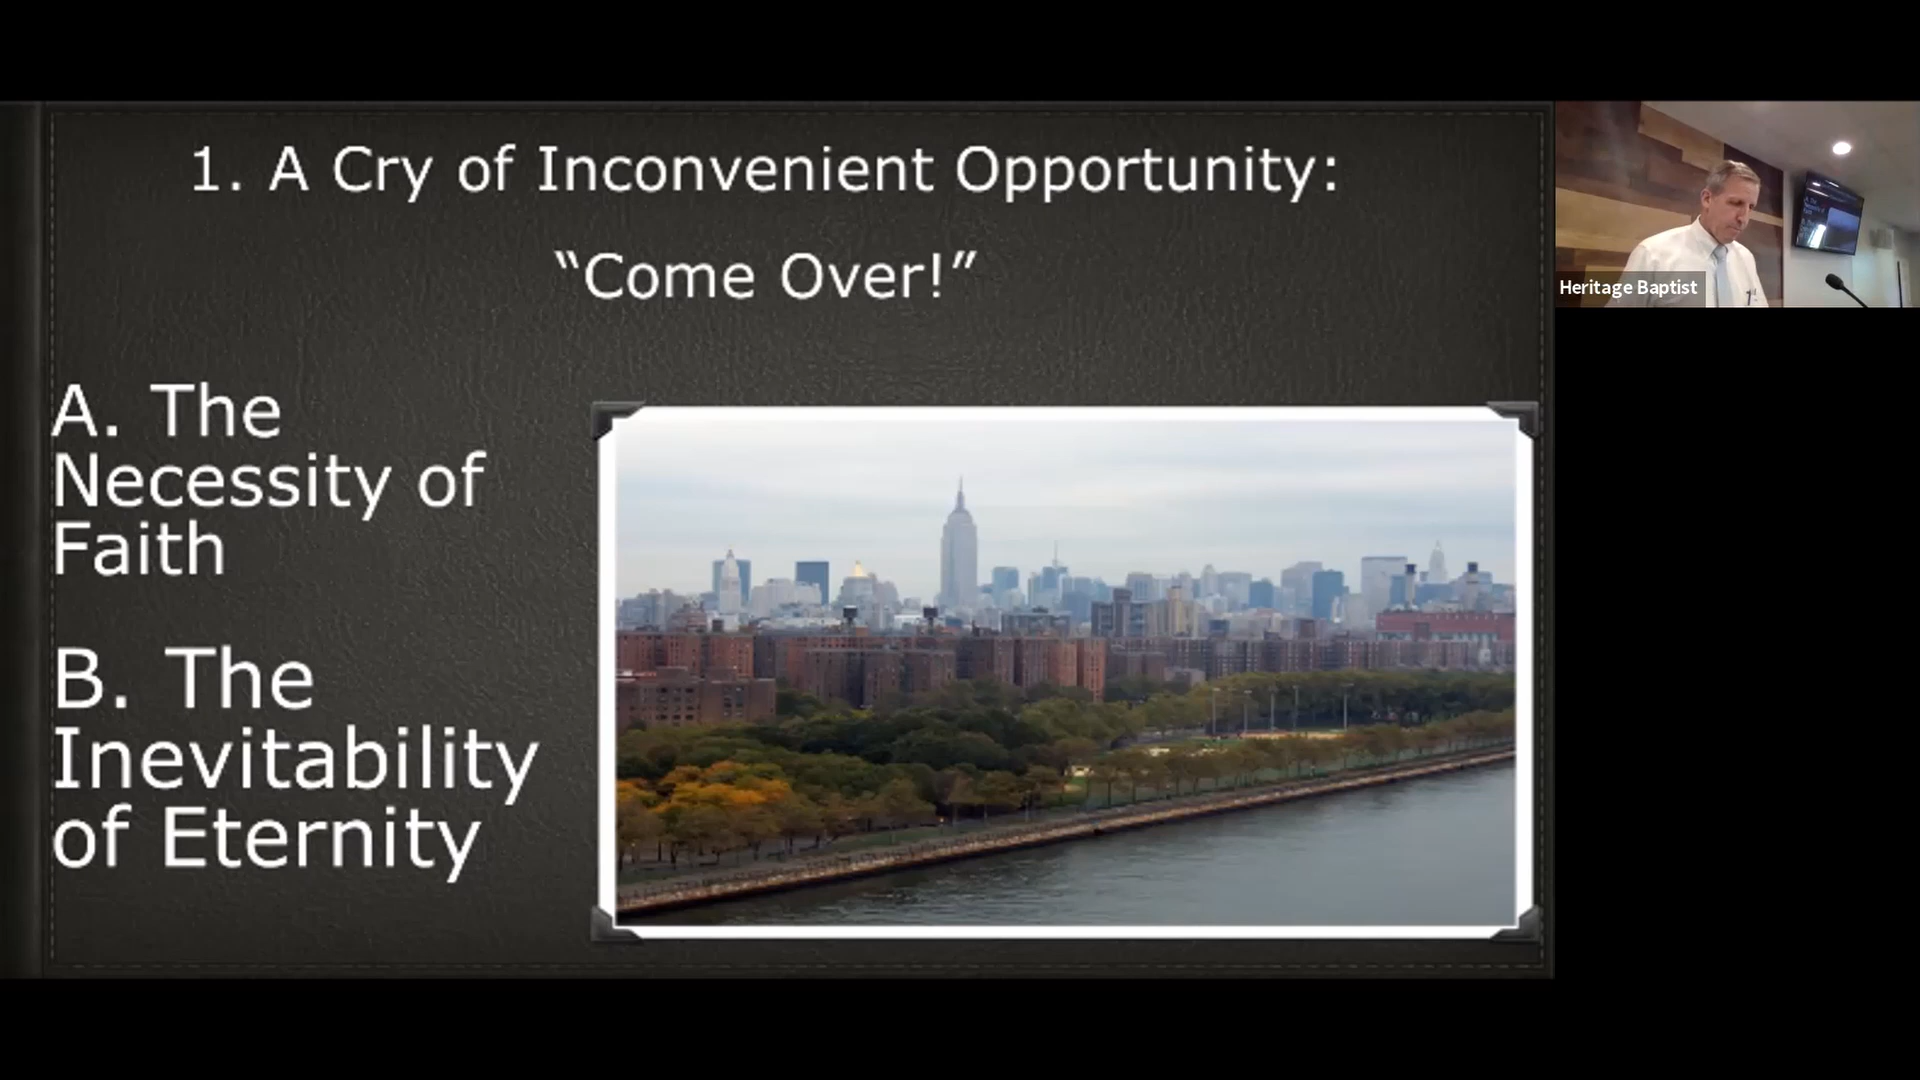 1. A Cry of Inconvenient Opportunity:
“Come Over!”
A. The
Necessity of
Faith
B. The
Inevitability
of Eternity
Heritage Baptist